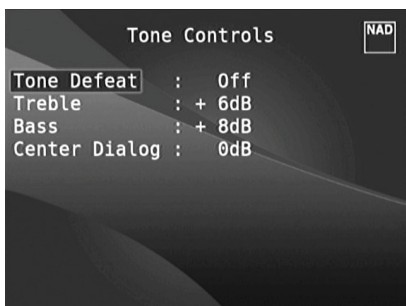 Tone Controls
NAD
Tone Defeat : Off
Treble : + 6dB
Bass : + 8dB
Center Dialog : 0dB